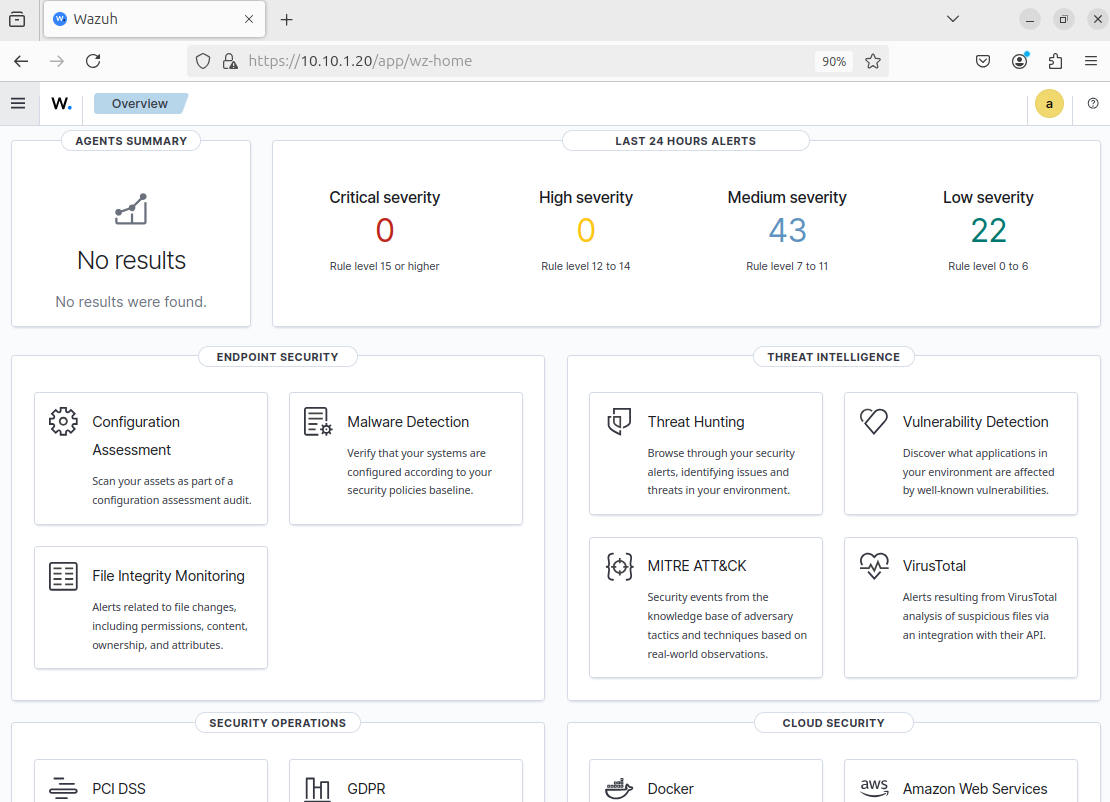 Wazuh
https://10.10.1.20/app/wz-home
90%
W.
Overview
a
AGENTS SUMMARY
No results
No results were found.
LAST 24 HOURS ALERTS
Critical severity
0
Rule level 15 or higher
High severity
0
Rule level 12 to 14
Medium severity
43
Rule level 7 to 11
Low severity
22
Rule level 0 to 6
ENDPOINT SECURITY
Configuration
Assessment
Scan your assets as part of a
configuration assessment audit.
Malware Detection
Verify that your systems are
configured according to your
security policies baseline.
File Integrity Monitoring
Alerts related to file changes,
including permissions, content,
ownership, and attributes.
THREAT INTELLIGENCE
Threat Hunting
Browse through your security
alerts, identifying issues and
threats in your environment.
Vulnerability Detection
Discover what applications in
your environment are affected
by well-known vulnerabilities.
MITRE ATT&CK
Security events from the
knowledge base of adversary
tactics and techniques based on
real-world observations.
VirusTotal
Alerts resulting from VirusTotal
analysis of suspicious files via
an integration with their API.
SECURITY OPERATIONS
PCI DSS
GDPR
CLOUD SECURITY
Docker
aws
Amazon Web Services